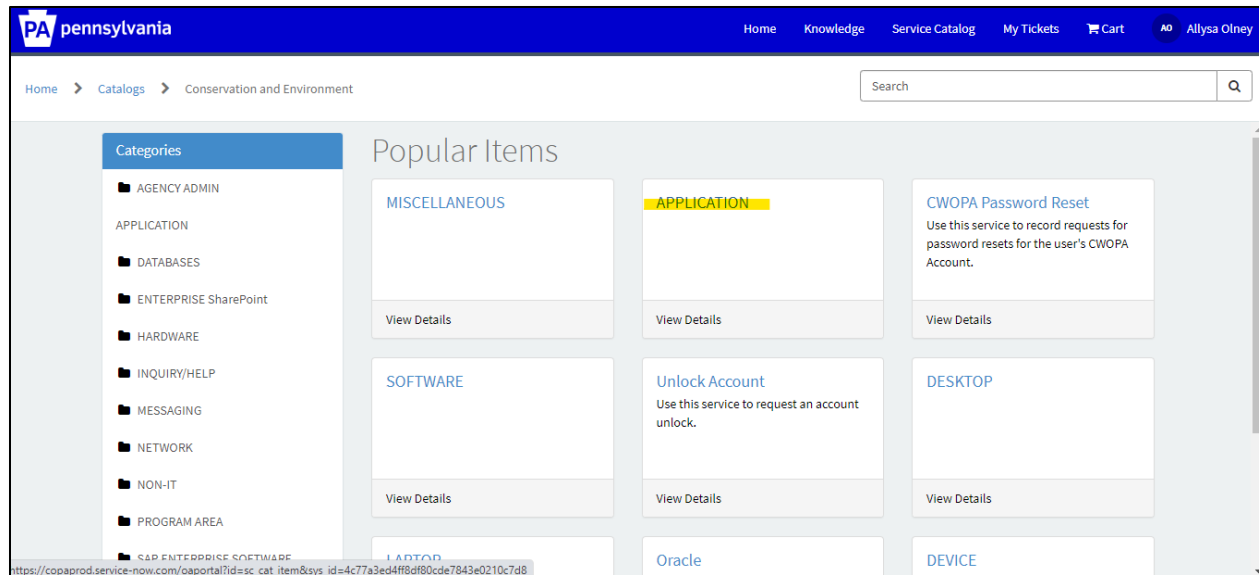 PA pennsylvania
Home Knowledge Service Catalog My Tickets Cart AO Allysa Olney
Home > Catalogs > Conservation and Environment
Search
Categories
AGENCY ADMIN
APPLICATION
DATABASES
ENTERPRISE SharePoint
HARDWARE
INQUIRY/HELP
MESSAGING
NETWORK
NON-IT
PROGRAM AREA
SAP ENTERPRISE SOFTWARE
Popular Items
MISCELLANEOUS
View Details
APPLICATION
View Details
CWOPA Password Reset
Use this service to record requests for
password resets for the user's CWOPA
Account.
View Details
SOFTWARE
View Details
Unlock Account
Use this service to request an account
unlock.
View Details
DESKTOP
View Details
LAPTOP
Oracle
DEVICE
https://copaprod.service-now.com/oaportal?id=sc_cat_item&sys_id=4c77a3ed4ff8df80cde7843e0210c7d8